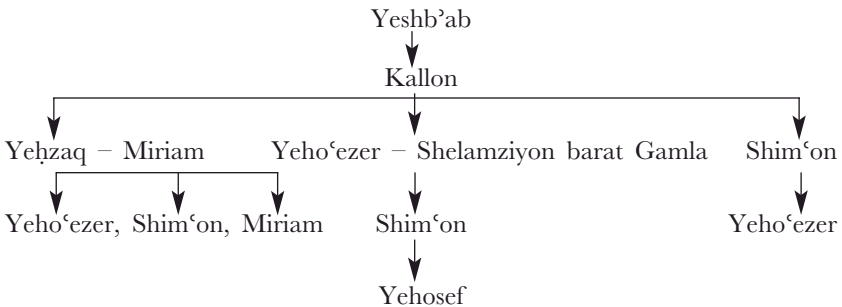 Yeshbʾab
Kallon
Yeḥzaq – Miriam Yehoʿezer – Shelamziyon barat Gamla Shimʿon
Yehoʿezer, Shimʿon, Miriam Shimʿon Yehoʿezer
Yehosef